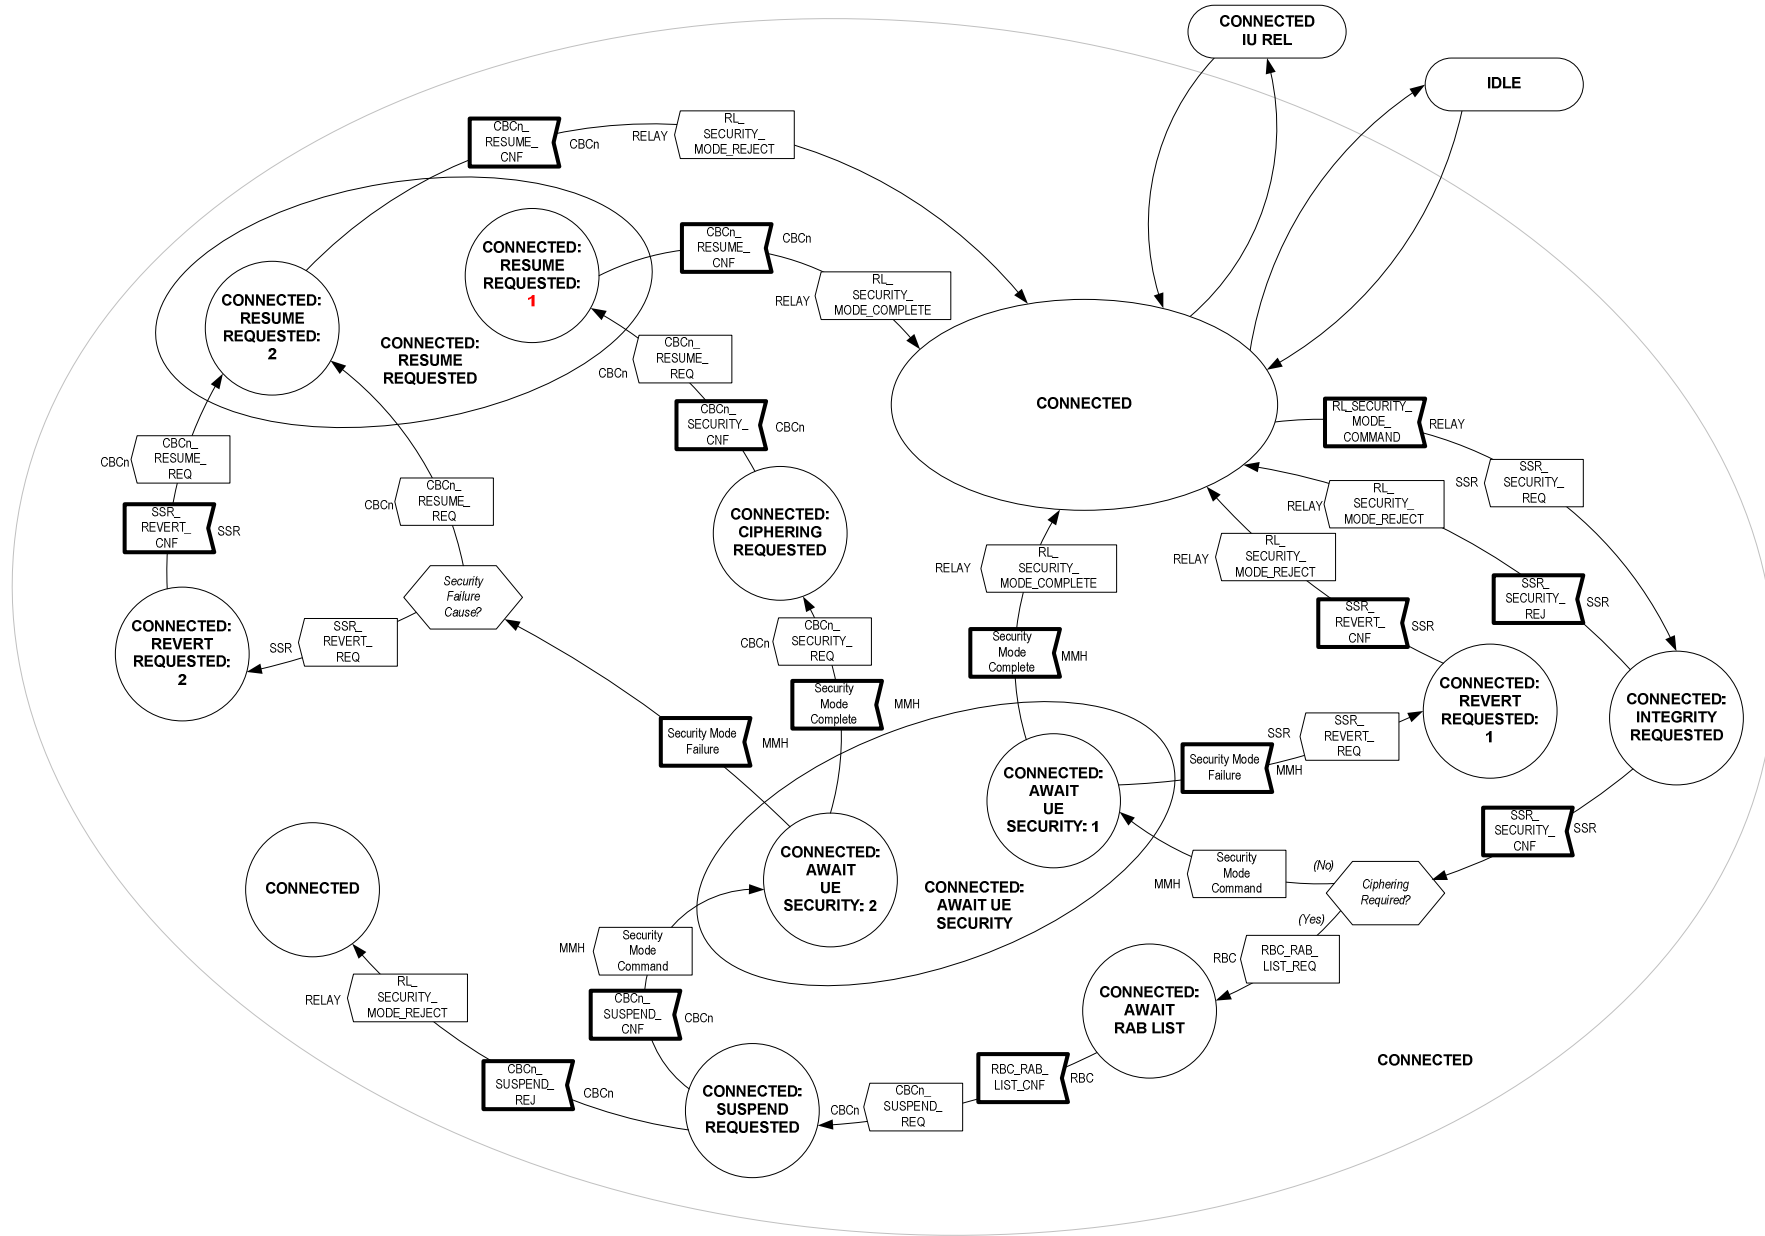 CONNECTED
IU REL
IDLE
CBCn_
RESUME_
CNF
CBCn
RELAY
RL_
SECURITY_
MODE_REJECT
CONNECTED:
RESUME
REQUESTED:
1
CBCn_
RESUME_
CNF
CBCn
RELAY
RL_
SECURITY_
MODE_COMPLETE
CONNECTED:
RESUME
REQUESTED:
2
CONNECTED:
RESUME
REQUESTED
CBCn_
RESUME_
REQ
CBCn
CBCn_
SECURITY_
CNF
CBCn
CONNECTED
RL_SECURITY_
MODE_
COMMAND
RELAY
SSR
SSR_
SECURITY_
REQ
CBCn
CBCn_
RESUME_
REQ
SSR_
REVERT_
CNF
SSR
CBCn
CBCn_
RESUME_
REQ
CONNECTED:
CIPHERING
REQUESTED
RELAY
RL_
SECURITY_
MODE_REJECT
RELAY
RL_
SECURITY_
MODE_REJECT
RELAY
RL_
SECURITY_
MODE_COMPLETE
SSR_
SECURITY_
REJ
SSR
SSR_
REVERT_
CNF
SSR
Security
Failure
Cause?
CONNECTED:
REVERT
REQUESTED:
2
SSR
SSR_
REVERT_
REQ
CBCn
CBCn_
SECURITY_
REQ
Security
Mode
Complete
MMH
Security
Mode
Complete
MMH
CONNECTED:
REVERT
REQUESTED:
1
CONNECTED:
INTEGRITY
REQUESTED
Security Mode
Failure
MMH
SSR
SSR_
REVERT_
REQ
Security Mode
Failure
MMH
CONNECTED:
AWAIT
UE
SECURITY: 1
SSR_
SECURITY_
CNF
SSR
CONNECTED
CONNECTED:
AWAIT
UE
SECURITY: 2
CONNECTED:
AWAIT UE
SECURITY
MMH
Security
Mode
Command
(No)
Ciphering
Required?
(Yes)
MMH
Security
Mode
Command
RBC
RBC_RAB_
LIST_REQ
RELAY
RL_
SECURITY_
MODE_REJECT
CBCn_
SUSPEND_
CNF
CBCn
CONNECTED:
AWAIT
RAB LIST
CONNECTED
CBCn_
SUSPEND_
REJ
CBCn
CONNECTED:
SUSPEND
REQUESTED
CBCn
CBCn_
SUSPEND_
REQ
RBC_RAB_
LIST_CNF
RBC